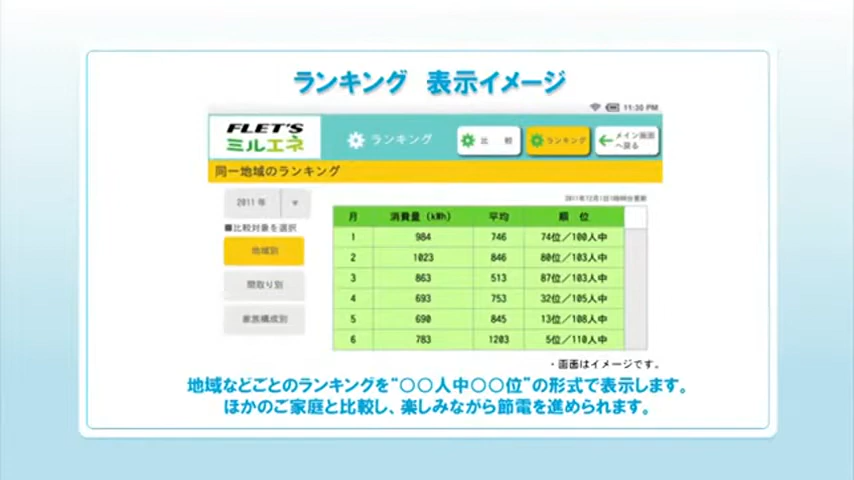 ランキング 表示イメージ
11:30 PM
FLET'S
ミルエネ
ランキング
比 較
ランキング
メイン画面
へ戻る
同一地域のランキング
2011 年 ▼
■比較対象を選択
地域別
間取り別
家族構成別
月 消費量 (kWh) 平均 順 位
1 984 746 74位/100人中
2 1023 846 80位/103人中
3 863 513 87位/103人中
4 693 753 32位/105人中
5 690 845 13位/108人中
6 783 1203 5位/110人中
・画面はイメージです。
地域などごとのランキングを"○○人中○○位"の形式で表示します。
ほかのご家庭と比較し、楽しみながら節電を進められます。